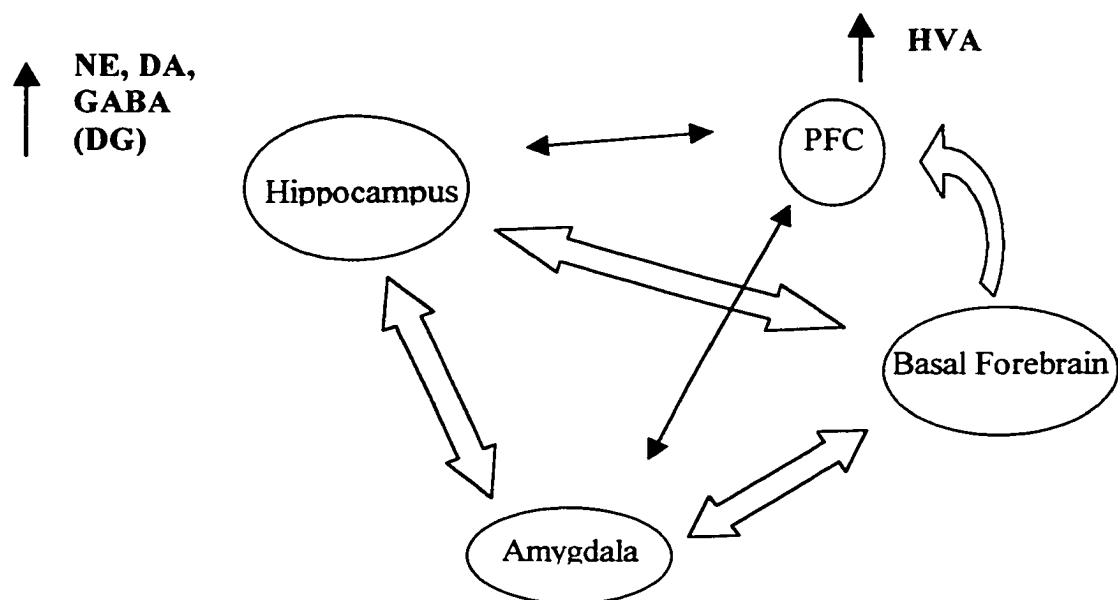 NE, DA,
GABA
(DG)
HVA
PFC
Hippocampus
Basal Forebrain
Amygdala